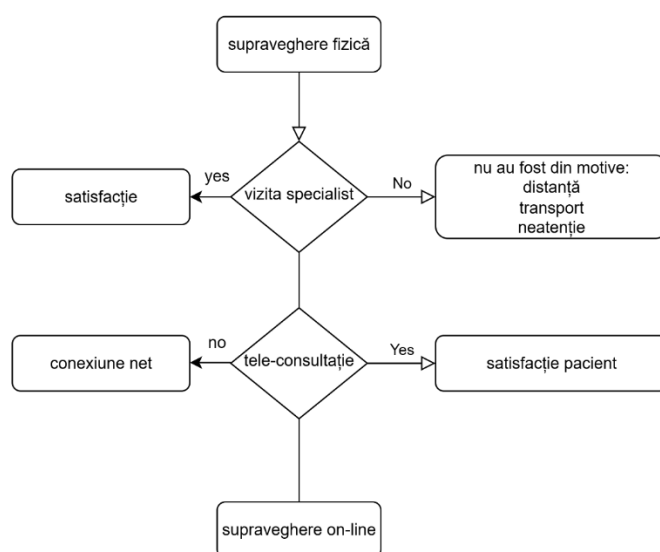 supraveghere fizică
yes
No
satisfacție
vizita specialist
nu au fost din motive:
distanță
transport
neatenție
no
Yes
conexiune net
tele-consultație
satisfacție pacient
supraveghere on-line